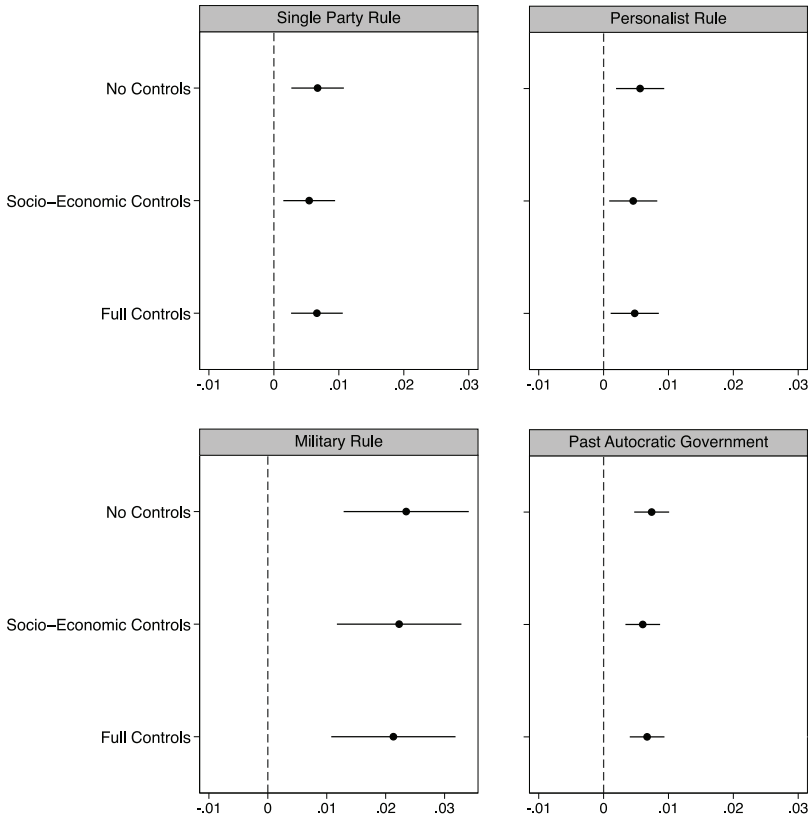 Single Party Rule
Personalist Rule
No Controls
Socio-Economic Controls
Full Controls
-.01 0 .01 .02 .03
-.01 0 .01 .02 .03
Military Rule
Past Autocratic Government
No Controls
Socio-Economic Controls
Full Controls
-.01 0 .01 .02 .03
-.01 0 .01 .02 .03